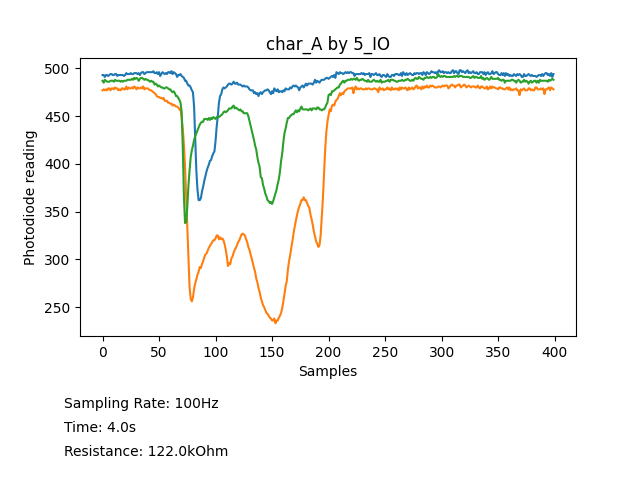 char_A by 5_IO
500
450
400
350
300
250
Photodiode reading
0 50 100 150 200 250 300 350 400
Samples
Sampling Rate: 100Hz
Time: 4.0s
Resistance: 122.0kOhm